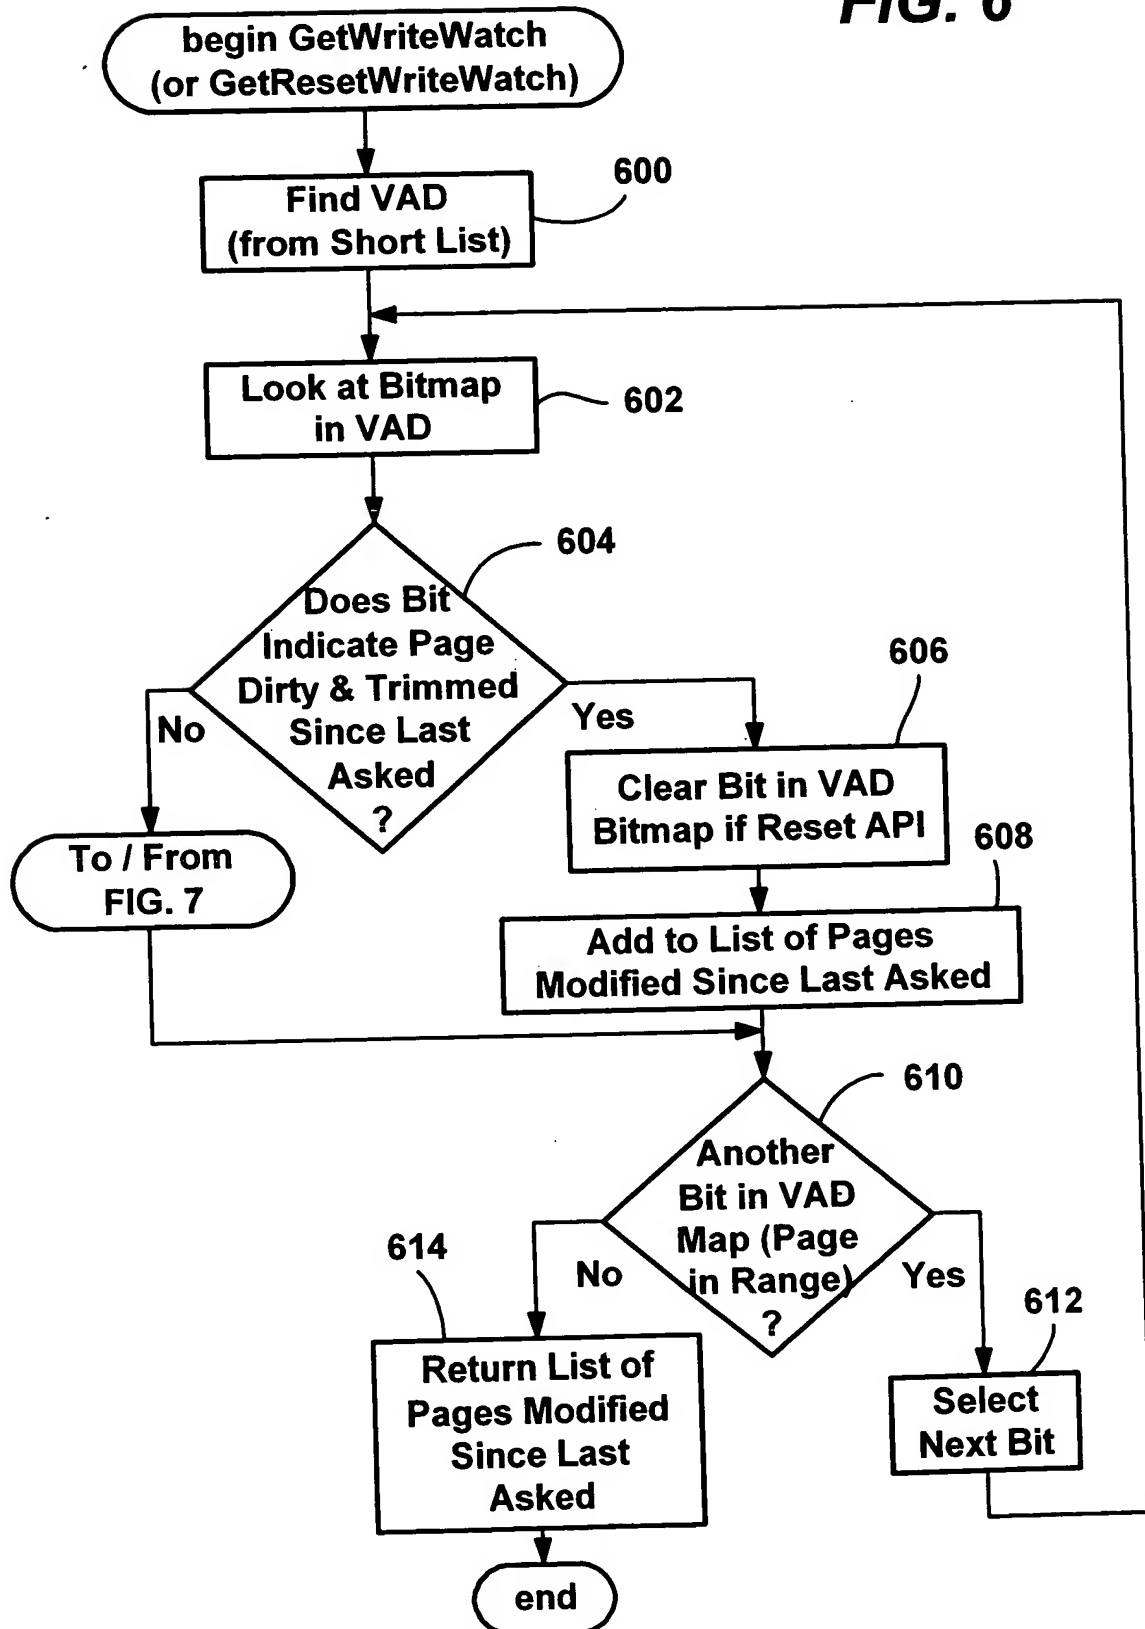 FIG. 6
begin GetWriteWatch
(or GetResetWriteWatch)
600
Find VAD
(from Short List)
Look at Bitmap
in VAD
602
604
Does Bit
Indicate Page
Dirty & Trimmed
Since Last
Asked
?
No
Yes
606
Clear Bit in VAD
Bitmap if Reset API
To / From
FIG. 7
608
Add to List of Pages
Modified Since Last Asked
610
Another
Bit in VAD
Map (Page
in Range)
?
No
Yes
614
Return List of
Pages Modified
Since Last
Asked
612
Select
Next Bit
end